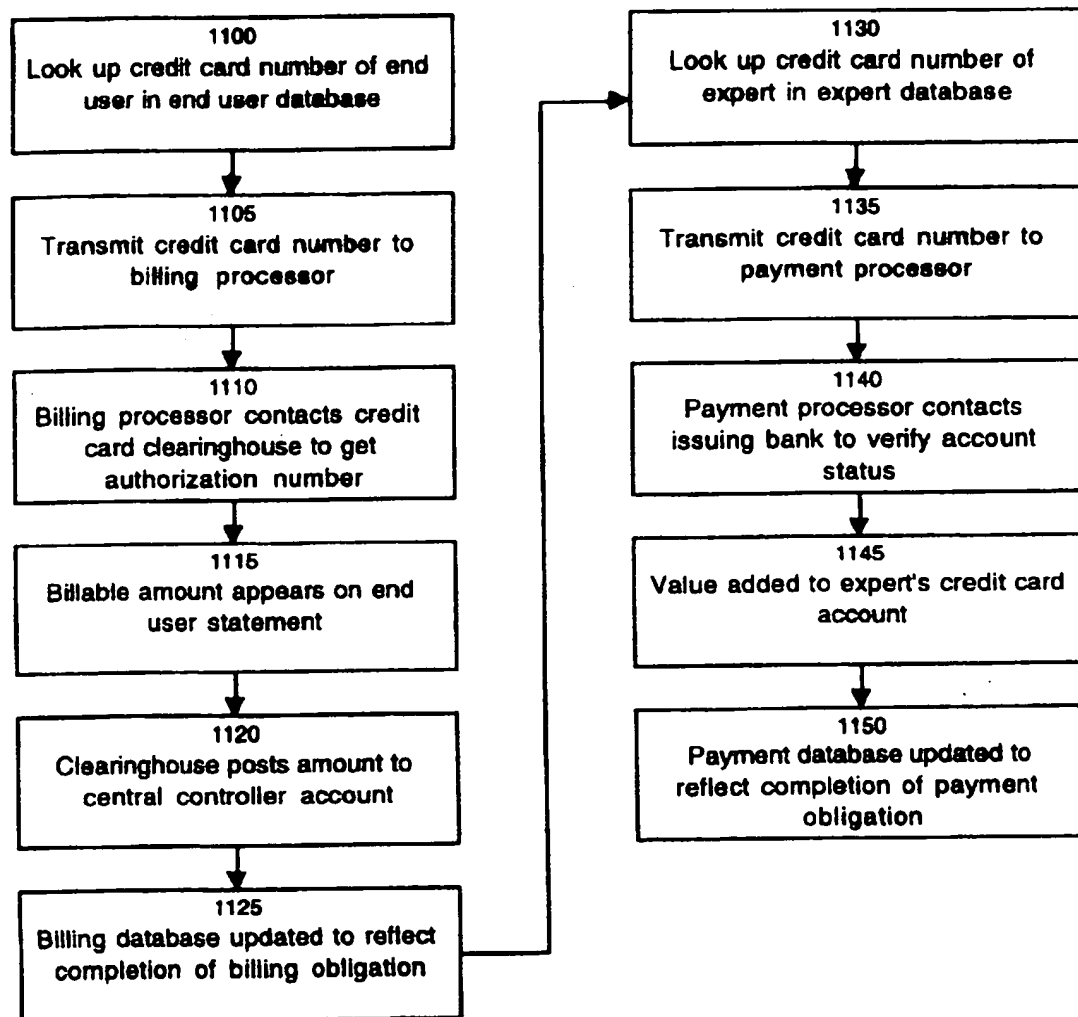 1100
Look up credit card number of end
user in end user database
1105
Transmit credit card number to
billing processor
1110
Billing processor contacts credit
card clearinghouse to get
authorization number
1115
Billable amount appears on end
user statement
1120
Clearinghouse posts amount to
central controller account
1125
Billing database updated to reflect
completion of billing obligation
1130
Look up credit card number of
expert in expert database
1135
Transmit credit card number to
payment processor
1140
Payment processor contacts
issuing bank to verify account
status
1145
Value added to expert's credit card
account
1150
Payment database updated to
reflect completion of payment
obligation